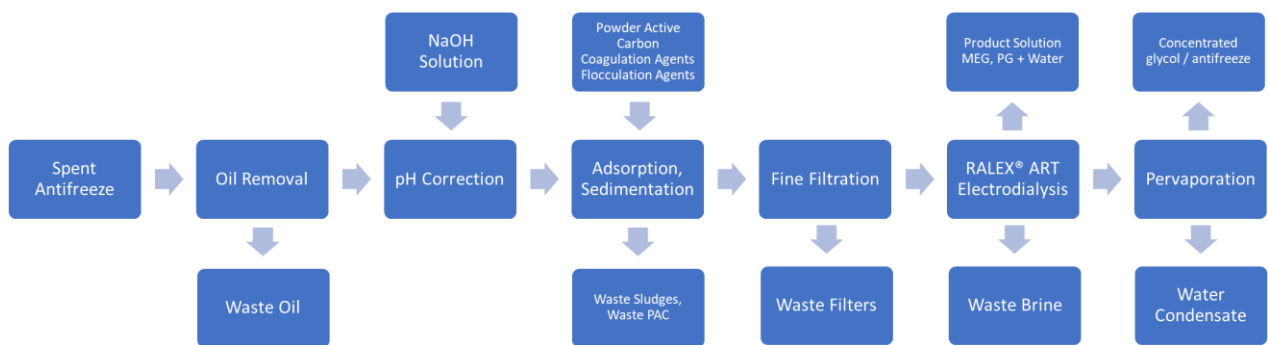 NaOH
Solution
Powder Active
Carbon
Coagulation Agents
Flocculation Agents
Product Solution
MEG, PG + Water
Concentrated
glycol / antifreeze
Spent
Antifreeze
Oil Removal
pH Correction
Adsorption,
Sedimentation
Fine Filtration
RALEX® ART
Electrodialysis
Pervaporation
Waste Oil
Waste Sludges,
Waste PAC
Waste Filters
Waste Brine
Water
Condensate